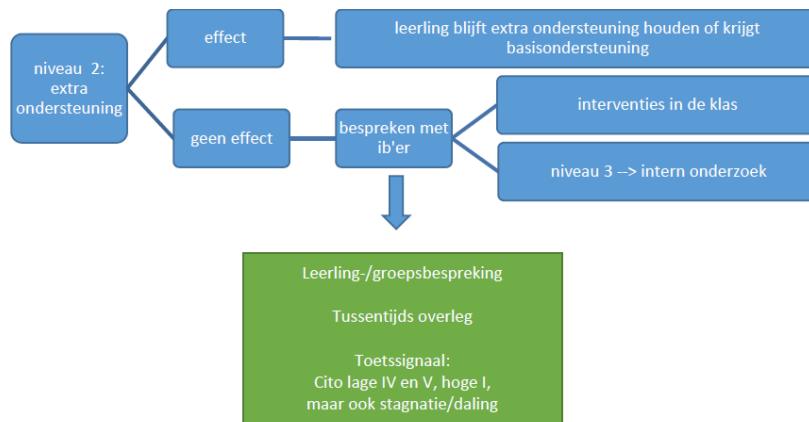 niveau 2:
extra
ondersteuning
effect
leerling blijft extra ondersteuning houden of krijgt
basisondersteuning
geen effect
bespreken met
ib'er
interventies in de klas
niveau 3 --> intern onderzoek
Leerling-/groepsbespreking
Tussentijds overleg
Toetssignaal:
Cito lage IV en V, hoge I,
maar ook stagnatie/daling